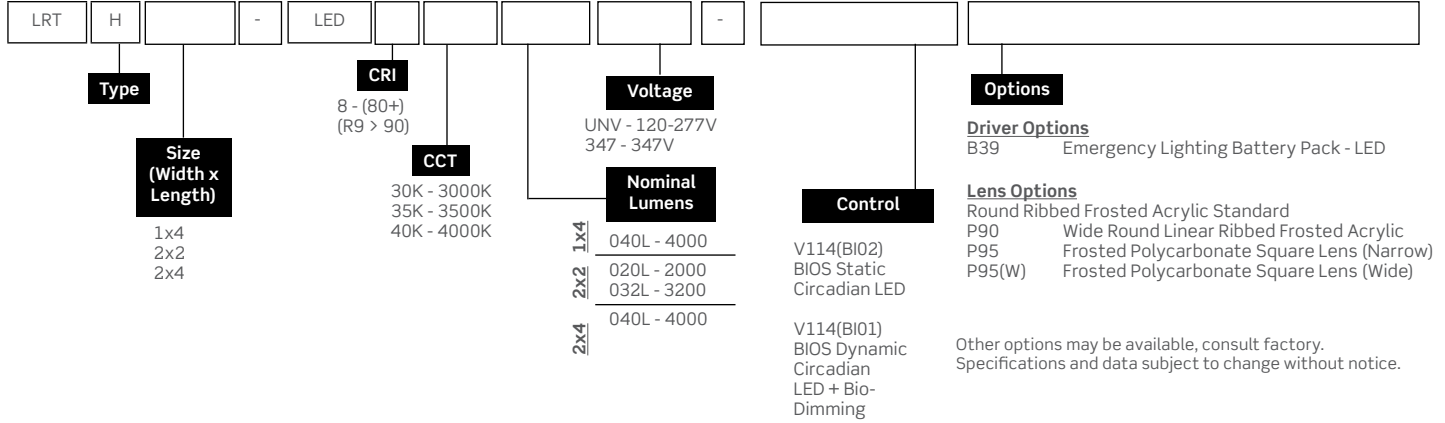 LRT H - LED -
Type
Size
(Width x
Length)
1x4
2x2
2x4
CRI
8 - (80+)
(R9 > 90)
CCT
30K - 3000K
35K - 3500K
40K - 4000K
Voltage
UNV - 120-277V
347 - 347V
Nominal
Lumens
1x4
040L - 4000
2x2
020L - 2000
032L - 3200
2x4
040L - 4000
Control
V114(BI02)
BIOS Static
Circadian LED
V114(BI01)
BIOS Dynamic
Circadian
LED + Bio-
Dimming
Options
Driver Options
B39 Emergency Lighting Battery Pack - LED
Lens Options
Round Ribbed Frosted Acrylic Standard
P90 Wide Round Linear Ribbed Frosted Acrylic
P95 Frosted Polycarbonate Square Lens (Narrow)
P95(W) Frosted Polycarbonate Square Lens (Wide)
Other options may be available, consult factory.
Specifications and data subject to change without notice.